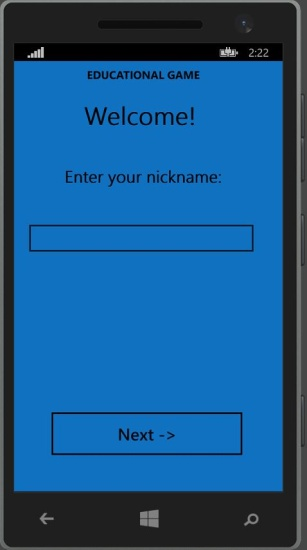 2:22
EDUCATIONAL GAME
Welcome!
Enter your nickname:
Next ->